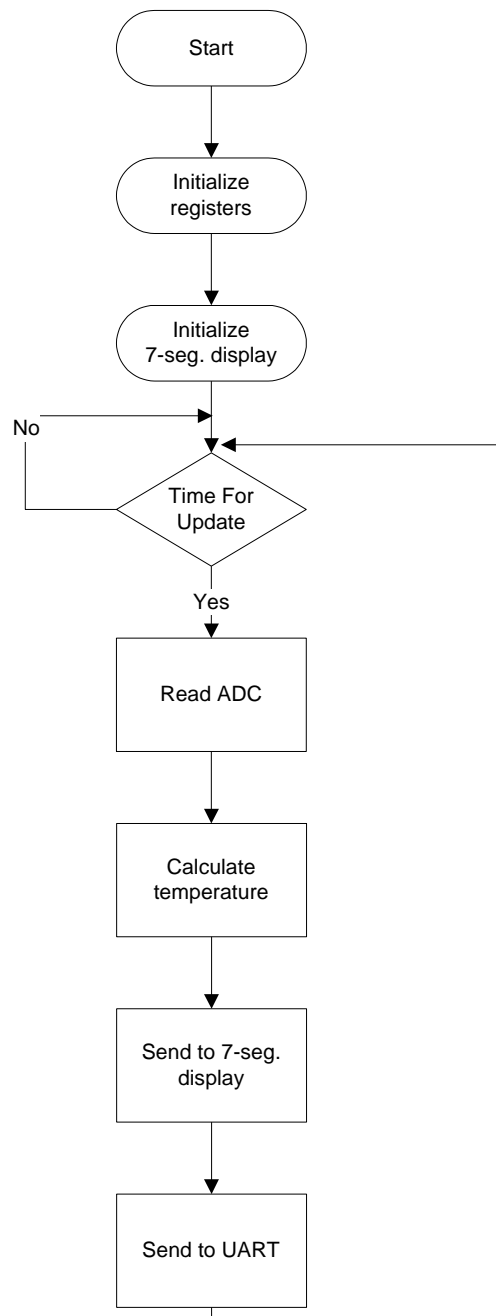 Start
Initialize
registers
Initialize
7-seg. display
No
Time For
Update
Yes
Read ADC
Calculate
temperature
Send to 7-seg.
display
Send to UART